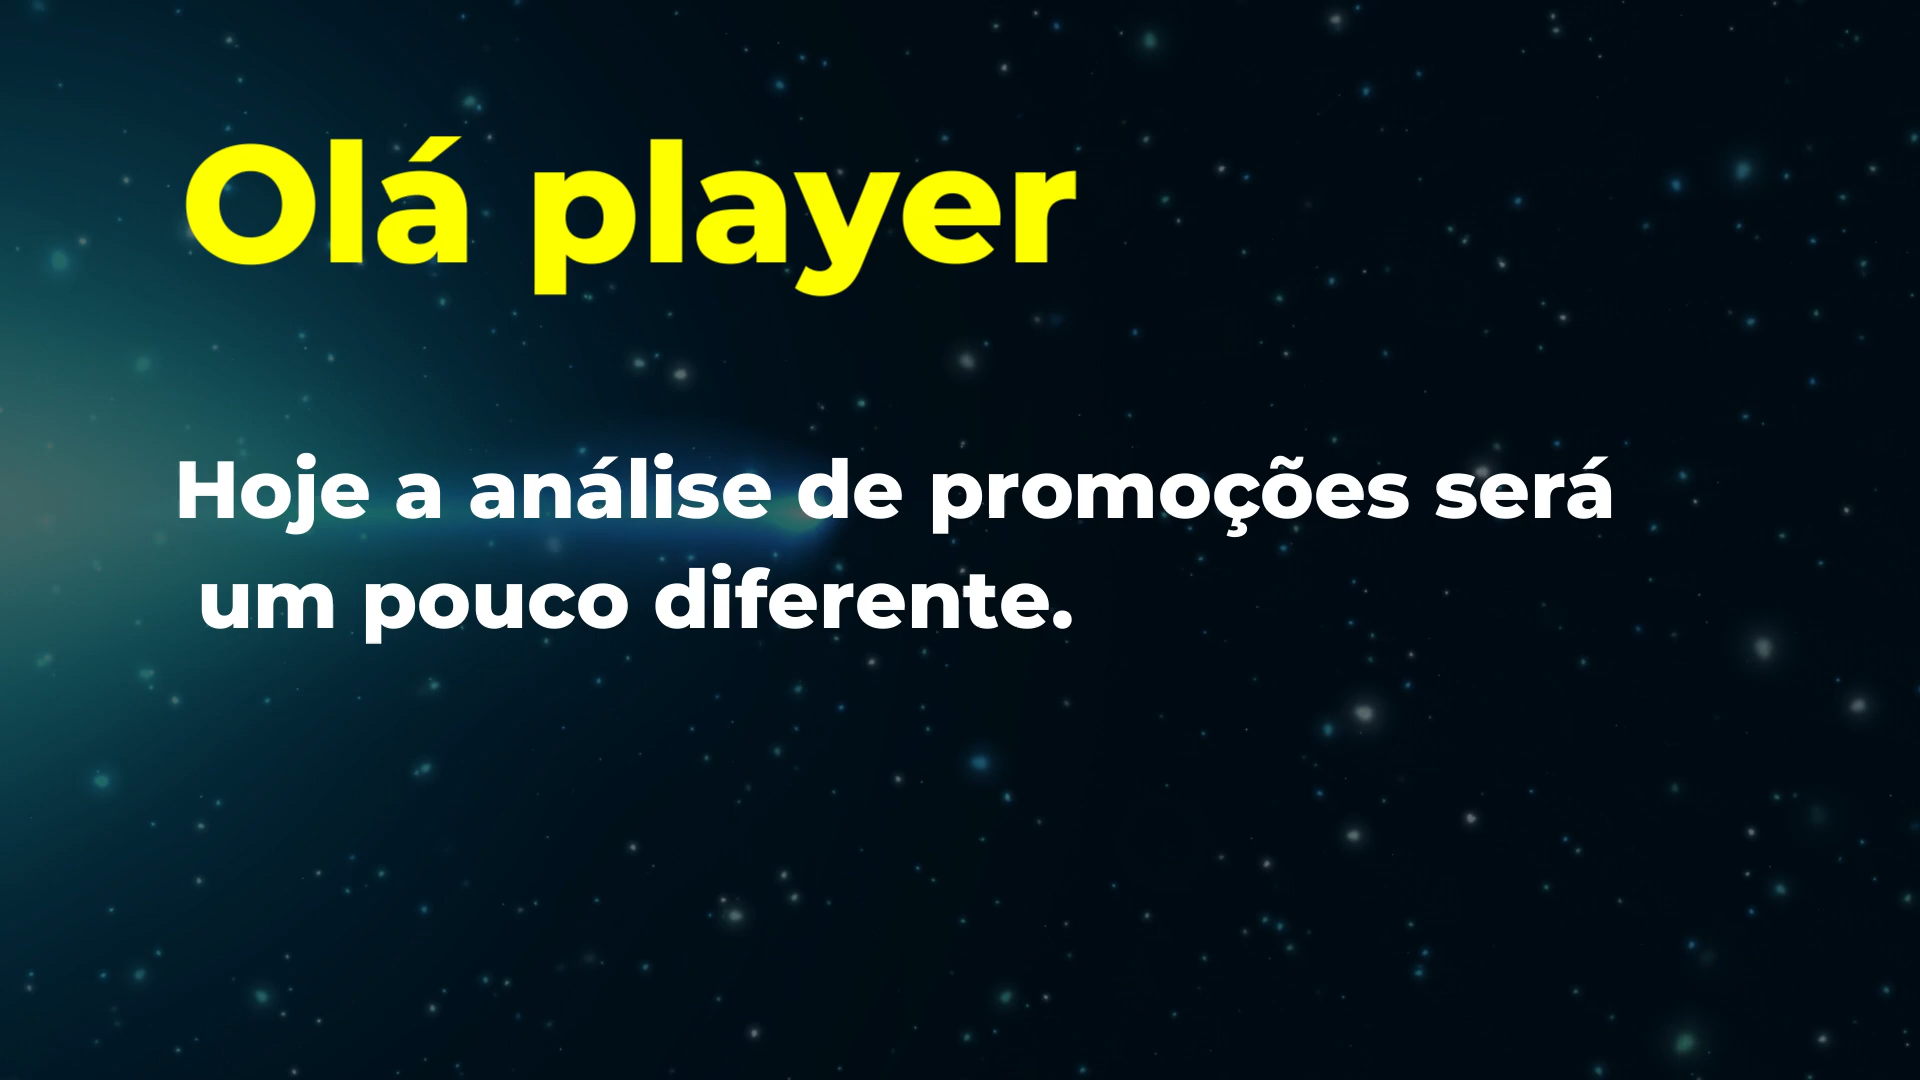 Olá player
Hoje a análise de promoções será
um pouco diferente.